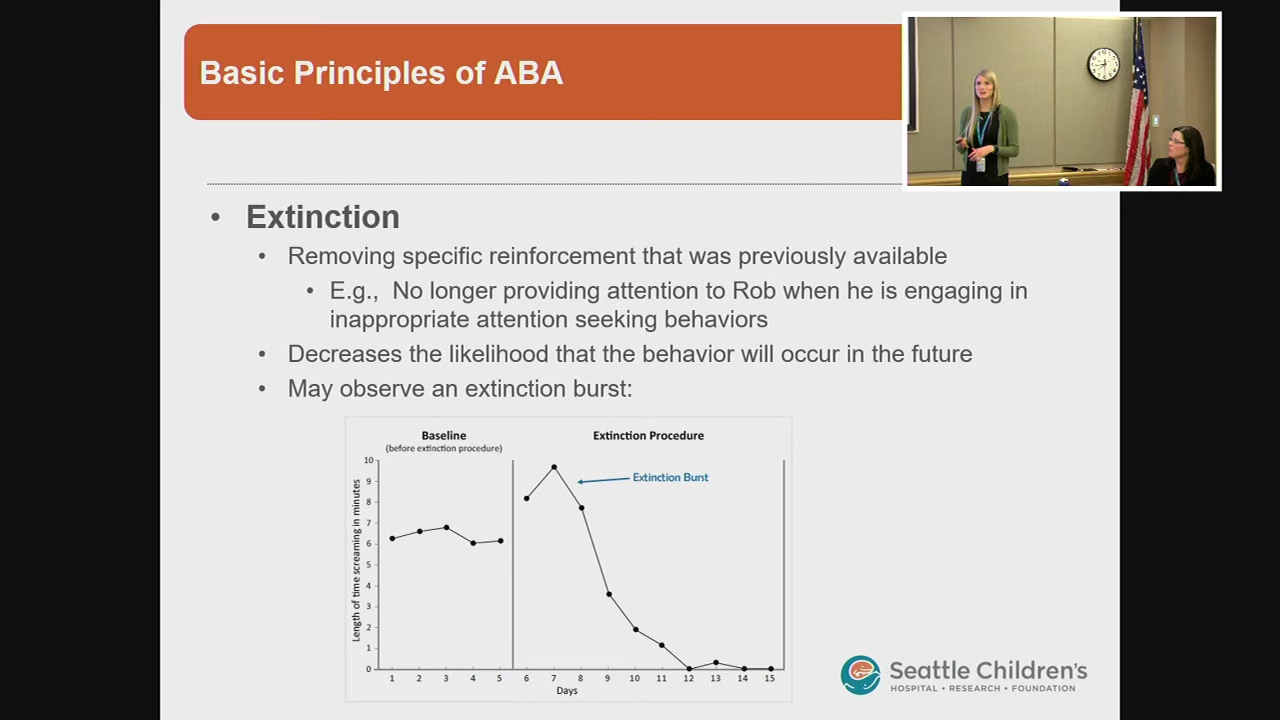 Basic Principles of ABA
• Extinction
• Removing specific reinforcement that was previously available
• E.g., No longer providing attention to Rob when he is engaging in
inappropriate attention seeking behaviors
• Decreases the likelihood that the behavior will occur in the future
• May observe an extinction burst:
Baseline
(before extinction procedure)
Extinction Procedure
Extinction Burst
Length of time screaming in minutes
10
9
8
7
6
5
4
3
2
1
0
1 2 3 4 5 6 7 8 9 10 11 12 13 14 15
Days
Seattle Children's
HOSPITAL • RESEARCH • FOUNDATION